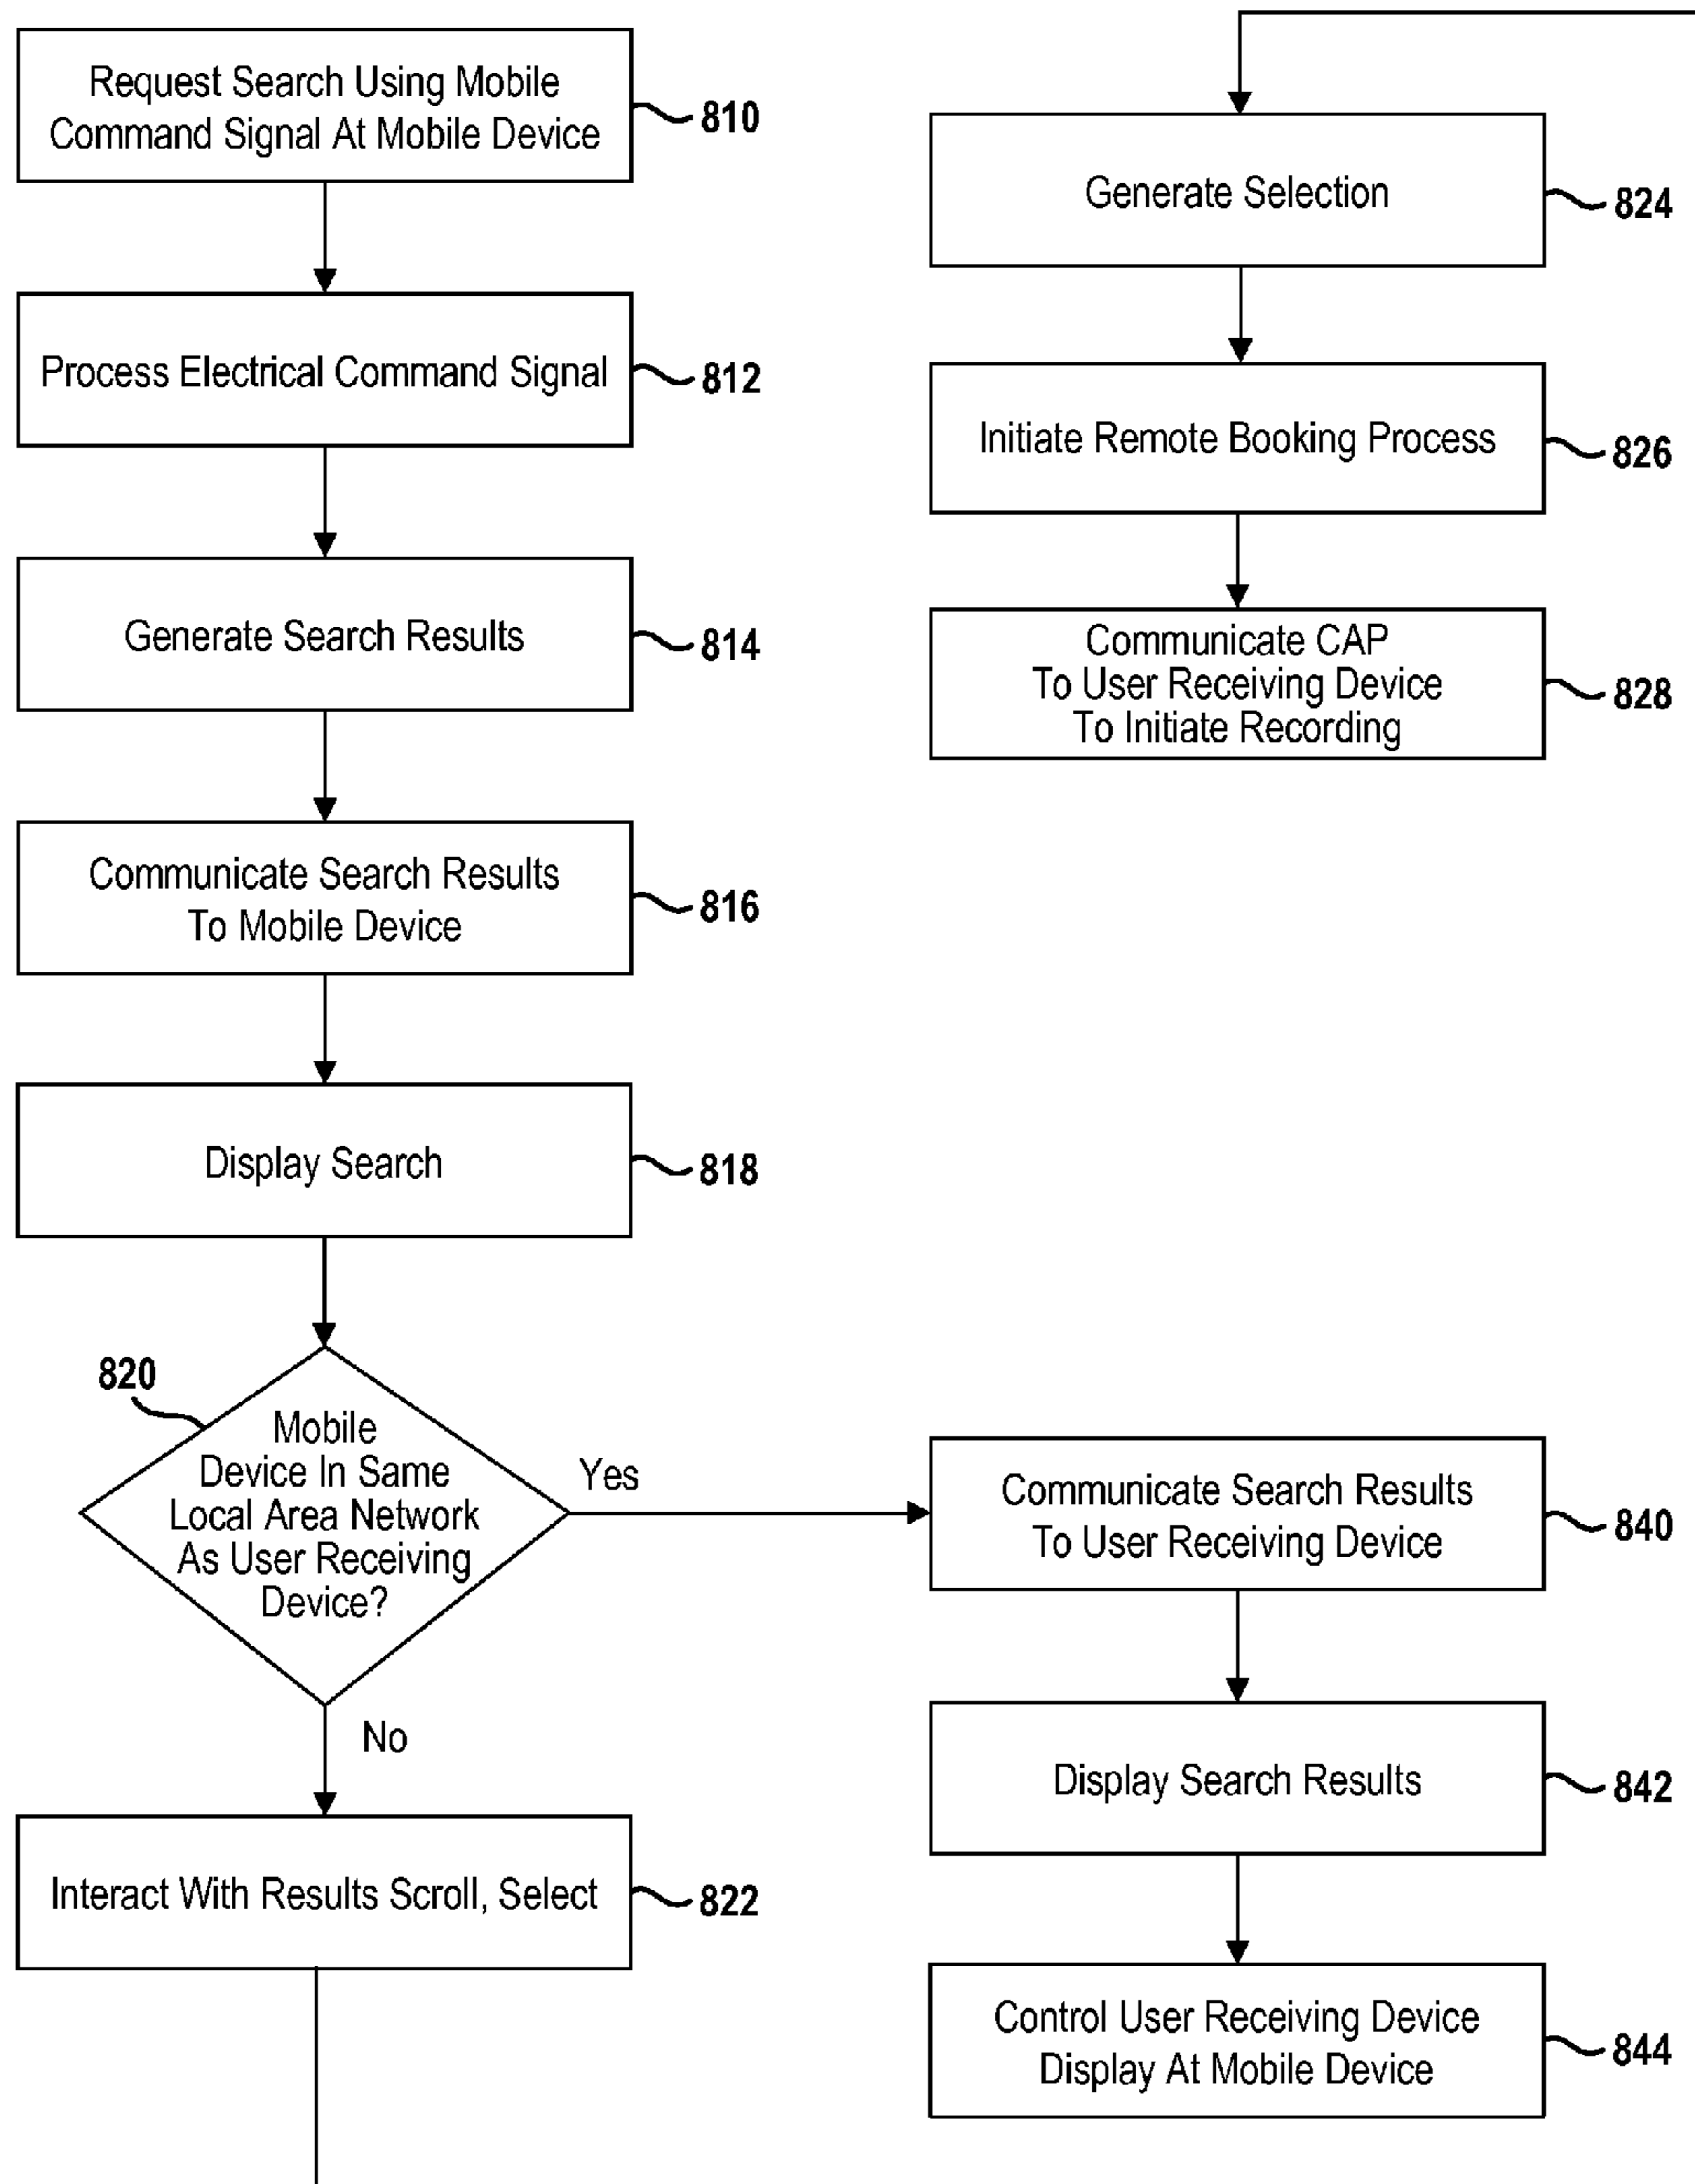 Request Search Using Mobile
Command Signal At Mobile Device
810
Process Electrical Command Signal
812
Generate Search Results
814
Communicate Search Results
To Mobile Device
816
Display Search
818
820
Mobile
Device In Same
Local Area Network
As User Receiving
Device?
Yes
No
Interact With Results Scroll, Select
822
Generate Selection
824
Initiate Remote Booking Process
826
Communicate CAP
To User Receiving Device
To Initiate Recording
828
Communicate Search Results
To User Receiving Device
840
Display Search Results
842
Control User Receiving Device
Display At Mobile Device
844